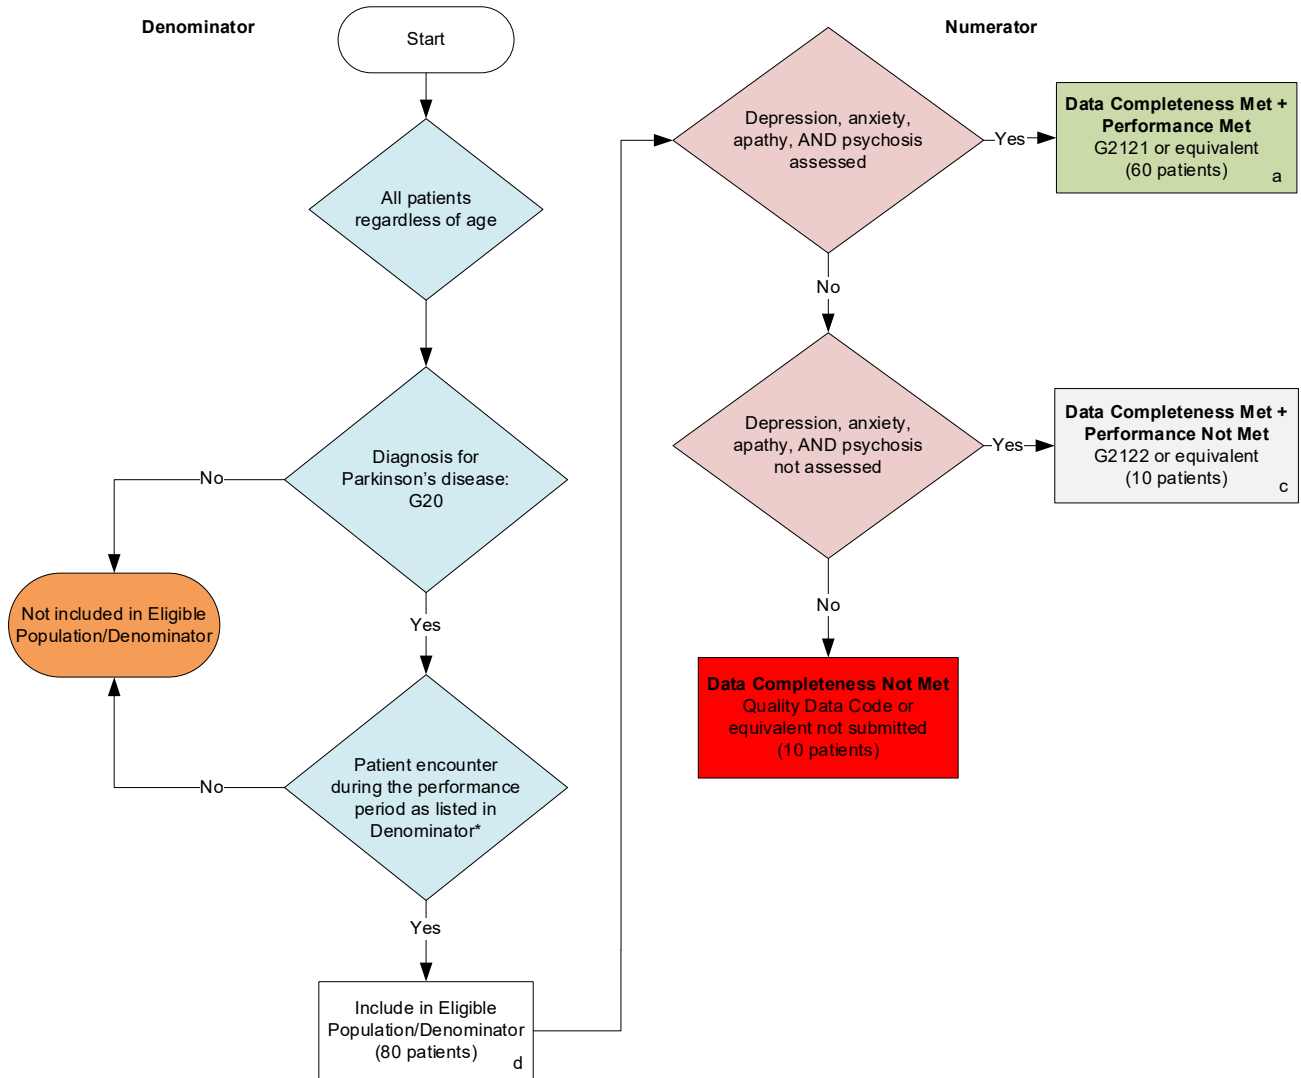 Denominator
Start
All patients
regardless of age
Diagnosis for
Parkinson's disease:
G20
No
Not included in Eligible
Population/Denominator
Yes
Patient encounter
during the performance
period as listed in
Denominator*
No
Yes
Include in Eligible
Population/Denominator
(80 patients)
d
Numerator
Depression, anxiety,
apathy, AND psychosis
assessed
Yes
Data Completeness Met +
Performance Met
G2121 or equivalent
(60 patients)
a
No
Depression, anxiety,
apathy, AND psychosis
not assessed
Yes
Data Completeness Met +
Performance Not Met
G2122 or equivalent
(10 patients)
c
No
Data Completeness Not Met
Quality Data Code or
equivalent not submitted
(10 patients)